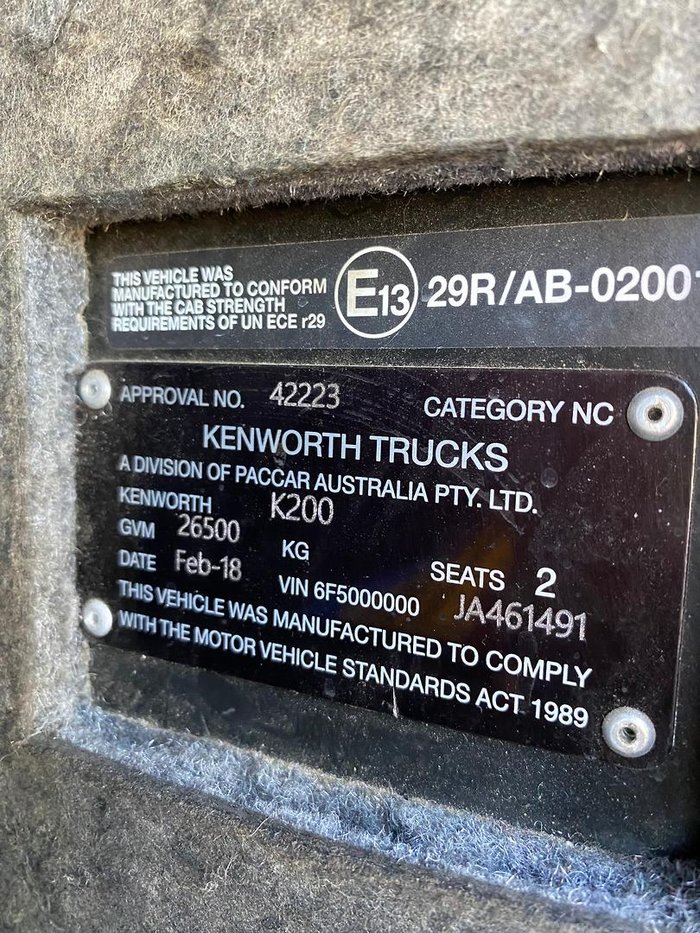 THIS VEHICLE WAS
MANUFACTURED TO CONFORM
WITH THE CAB STRENGTH
REQUIREMENTS OF UN ECE r29
E13
29R/AB-0200
APPROVAL NO. 42223 CATEGORY NC
KENWORTH TRUCKS
A DIVISION OF PACCAR AUSTRALIA PTY. LTD.
KENWORTH K200
GVM 26500 KG SEATS 2
DATE Feb-18 VIN 6F5000000 JA461491
THIS VEHICLE WAS MANUFACTURED TO COMPLY
WITH THE MOTOR VEHICLE STANDARDS ACT 1989